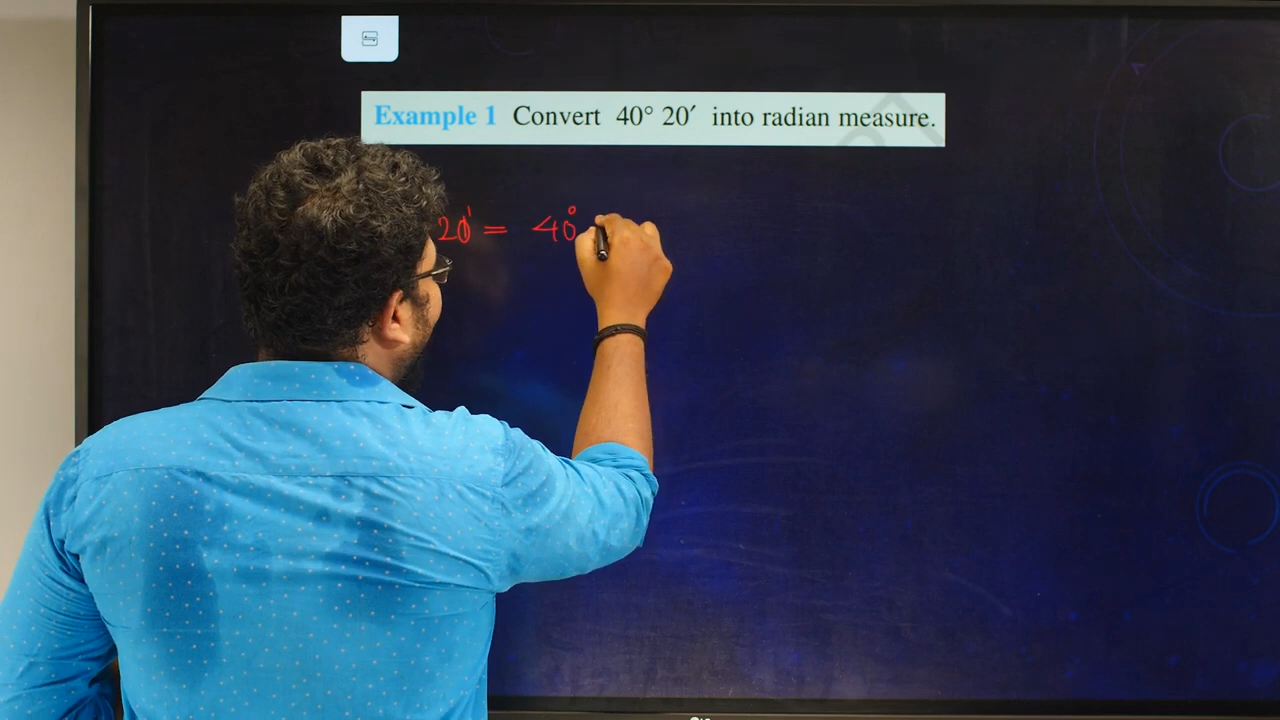 Example 1 Convert 40° 20′ into radian measure.
20' = 40°